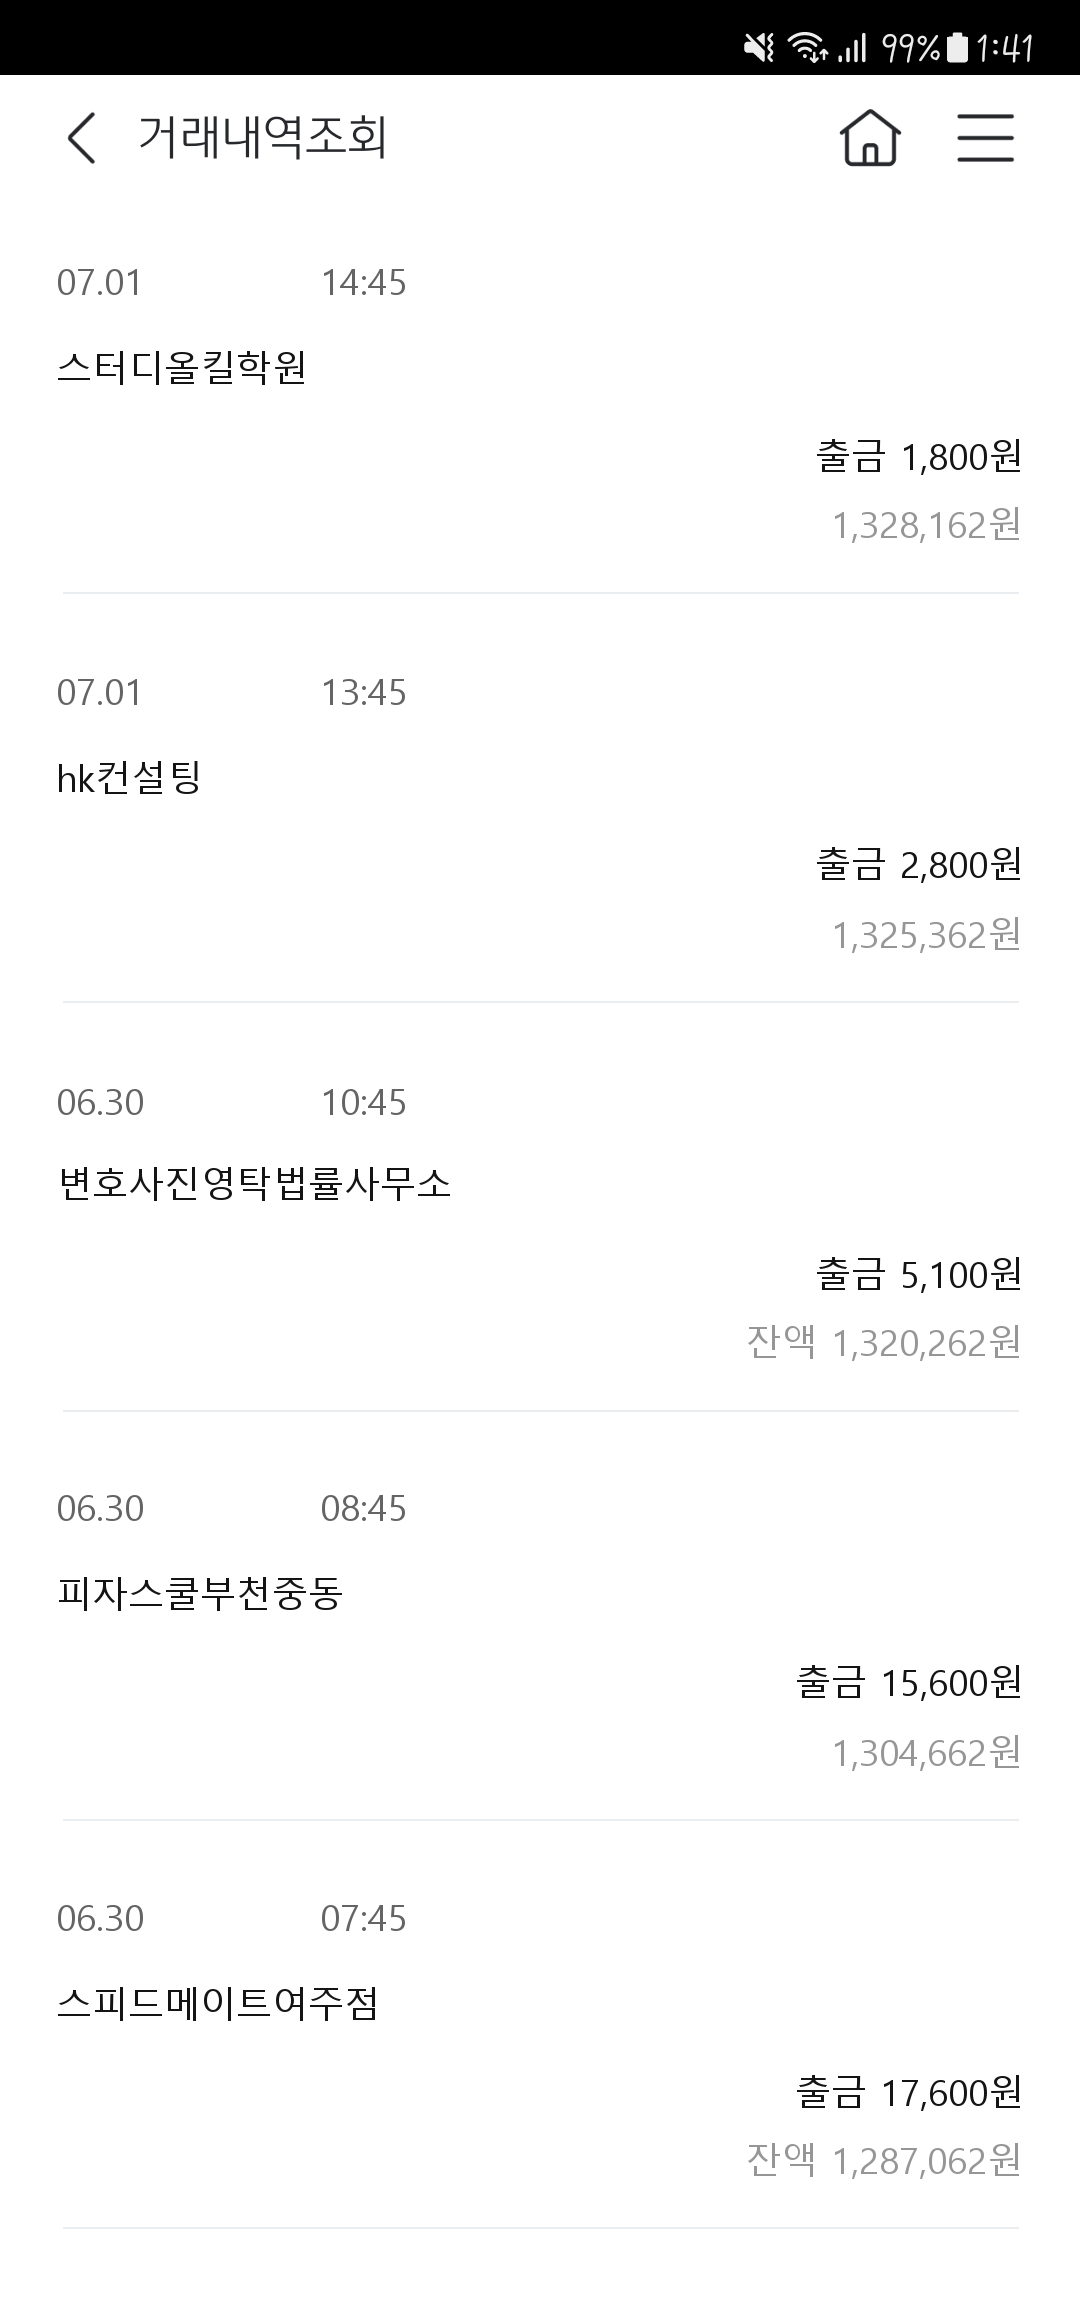 99% 1:41
거래내역조회
07.01 14:45
스터디올킬학원
출금 1,800원
1,328,162원
07.01 13:45
hk컨설팅
출금 2,800원
1,325,362원
06.30 10:45
변호사진영탁법률사무소
출금 5,100원
잔액 1,320,262원
06.30 08:45
피자스쿨부천중동
출금 15,600원
1,304,662원
06.30 07:45
스피드메이트여주점
출금 17,600원
잔액 1,287,062원